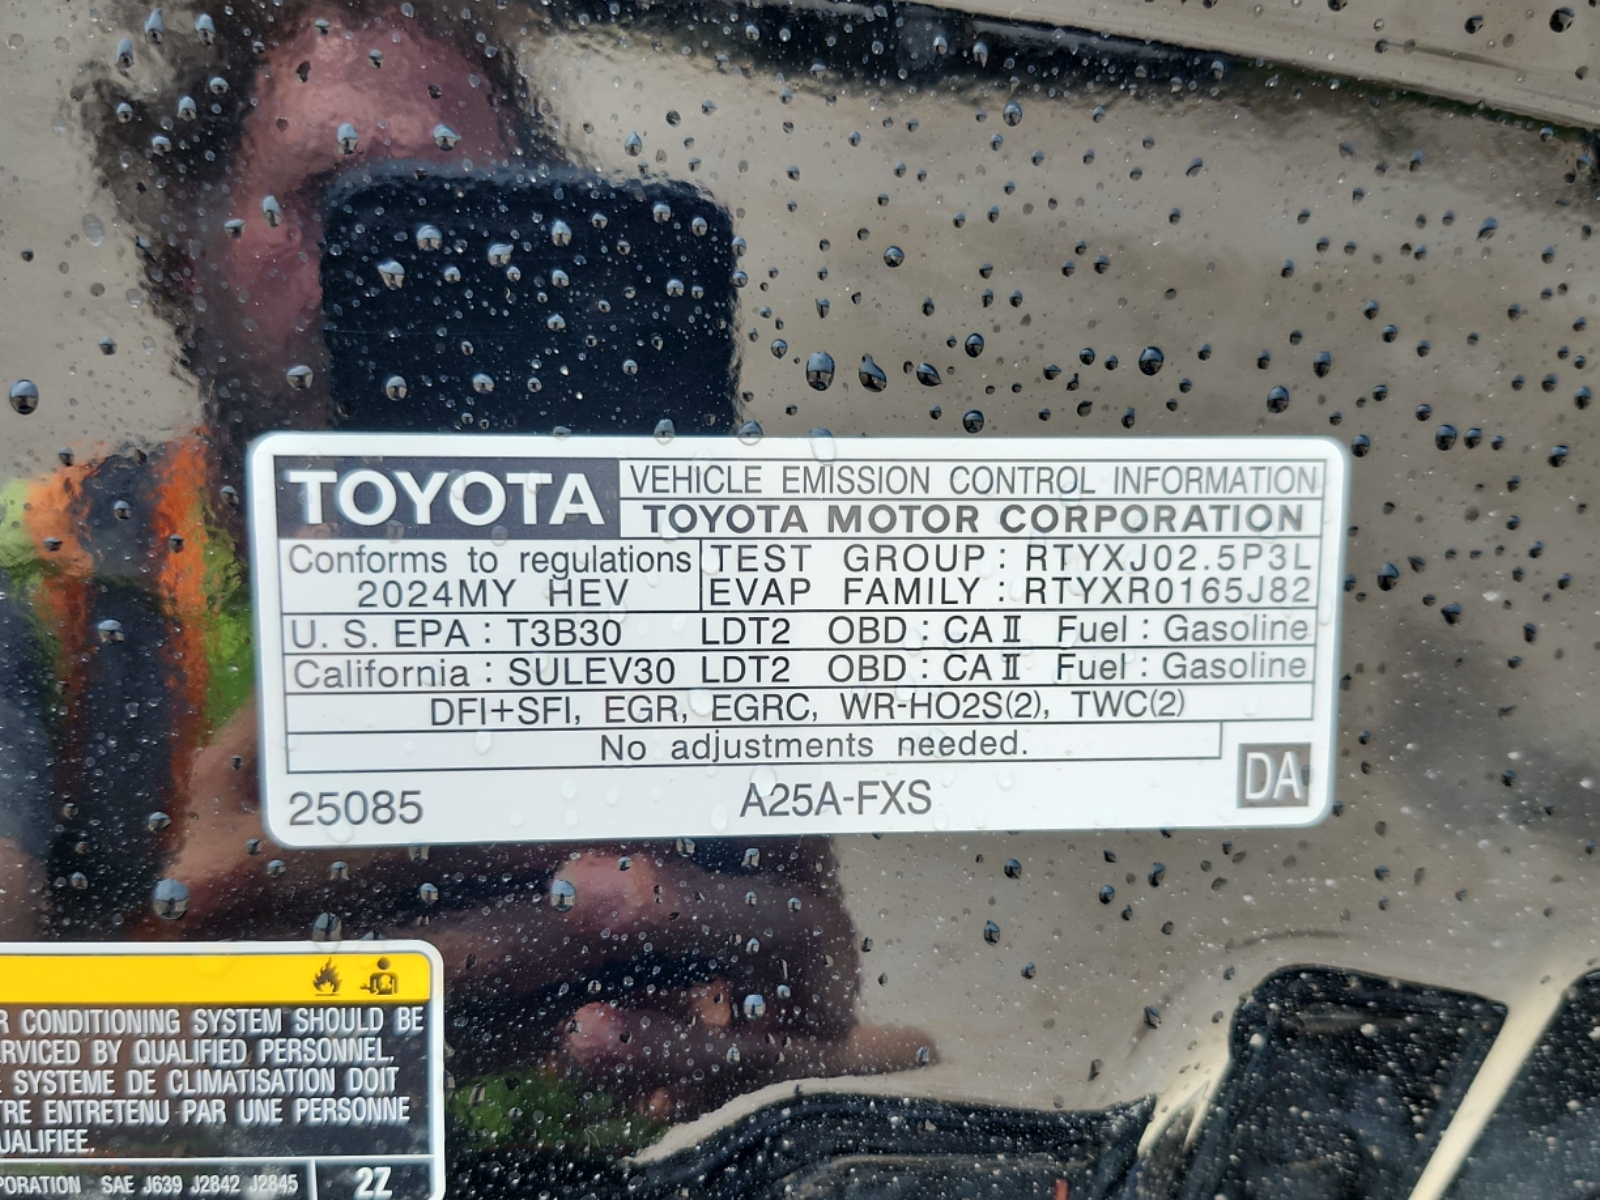 TOYOTA VEHICLE EMISSION CONTROL INFORMATION
TOYOTA MOTOR CORPORATION
Conforms to regulations
2024MY HEV
TEST GROUP : RTYXJ02.5P3L
EVAP FAMILY : RTYXR0165J82
U. S. EPA : T3B30 LDT2 OBD : CA II Fuel : Gasoline
California : SULEV30 LDT2 OBD : CA II Fuel : Gasoline
DFI+SFI, EGR, EGRC, WR-HO2S(2), TWC(2)
No adjustments needed.
25085 A25A-FXS DA
R CONDITIONING SYSTEM SHOULD BE
RVICED BY QUALIFIED PERSONNEL.
E SYSTEME DE CLIMATISATION DOIT
TRE ENTRETENU PAR UNE PERSONNE
UALIFIEE.
PORATION SAE J639 J2842 J2845 2Z